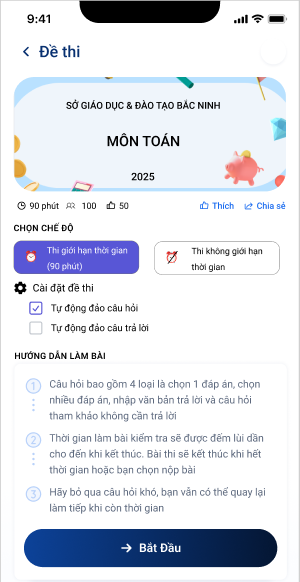 9:41
Đề thi
SỞ GIÁO DỤC & ĐÀO TẠO BẮC NINH
MÔN TOÁN
2025
90 phút 100 50 Thích Chia sẻ
CHỌN CHẾ ĐỘ
Thi giới hạn thời gian
(90 phút)
Thi không giới hạn
thời gian
Cài đặt đề thi
Tự động đảo câu hỏi
Tự động đảo câu trả lời
HƯỚNG DẪN LÀM BÀI
1 Câu hỏi bao gồm 4 loại là chọn 1 đáp án, chọn
nhiều đáp án, nhập văn bản trả lời và câu hỏi
tham khảo không cần trả lời
2 Thời gian làm bài kiểm tra sẽ được đếm lùi dần
cho đến khi kết thúc. Bài thi sẽ kết thúc khi hết
thời gian hoặc bạn chọn nộp bài
3 Hãy bỏ qua câu hỏi khó, bạn vẫn có thể quay lại
làm tiếp khi còn thời gian
Bắt Đầu